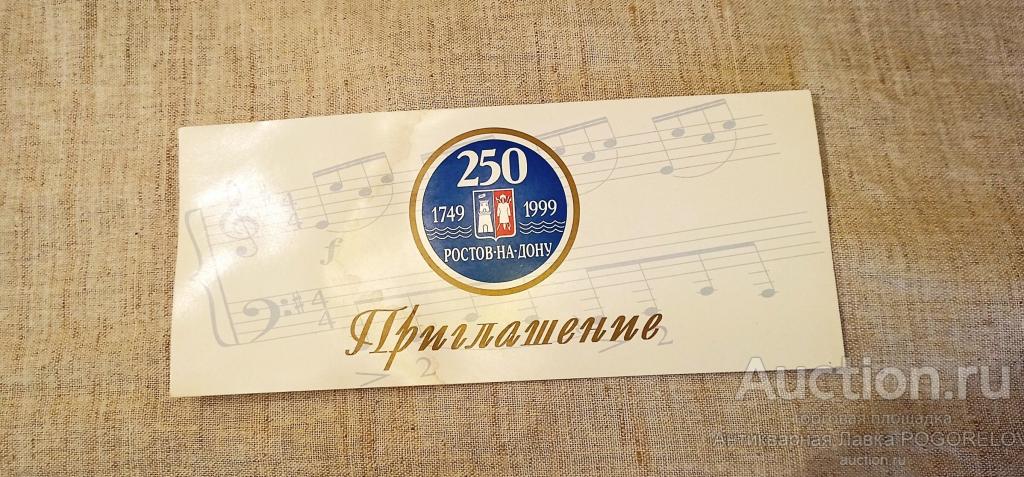 250
1749 1999
РОСТОВ-НА-ДОНУ
Приглашение
Auction.ru
торговая площадка
Антикварная Лавка POGORELOV
auction.ru